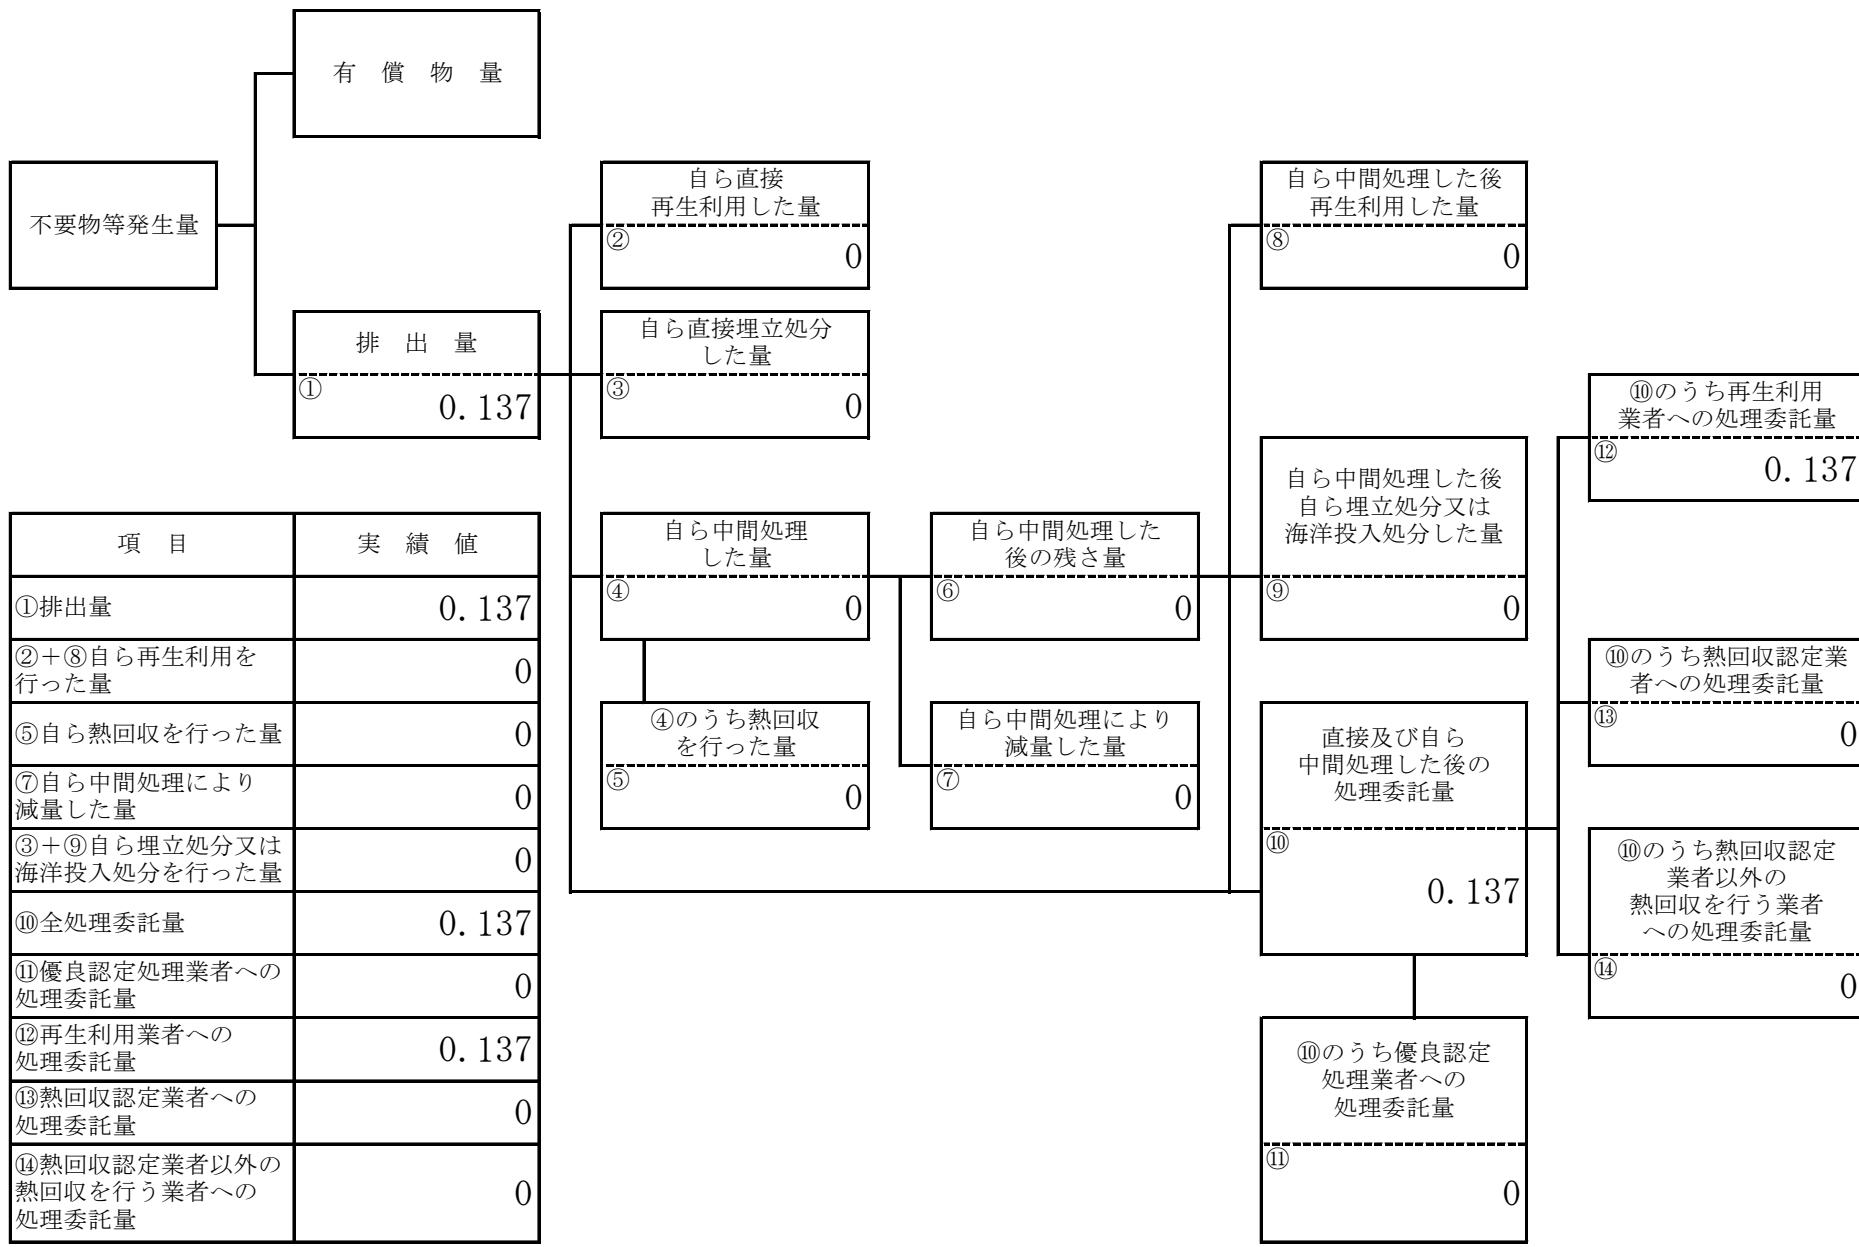 有　償　物　量
不要物等発生量
排　出　量
①
0.137
自ら直接
再生利用した量
②
0
自ら直接埋立処分
した量
③
0
自ら中間処理
した量
④
0
④のうち熱回収
を行った量
⑤
0
自ら中間処理した
後の残さ量
⑥
0
自ら中間処理により
減量した量
⑦
0
自ら中間処理した後
再生利用した量
⑧
0
自ら中間処理した後
自ら埋立処分又は
海洋投入処分した量
⑨
0
直接及び自ら
中間処理した後の
処理委託量
⑩
0.137
⑩のうち優良認定
処理業者への
処理委託量
⑪
0
⑩のうち再生利用
業者への処理委託量
⑫
0.137
⑩のうち熱回収認定業
者への処理委託量
⑬
0
⑩のうち熱回収認定
業者以外の
熱回収を行う業者
への処理委託量
⑭
0
項　目　実　績　値
①排出量　0.137
②＋⑧自ら再生利用を
行った量　0
⑤自ら熱回収を行った量　0
⑦自ら中間処理により
減量した量　0
③＋⑨自ら埋立処分又は
海洋投入処分を行った量　0
⑩全処理委託量　0.137
⑪優良認定処理業者への
処理委託量　0
⑫再生利用業者への
処理委託量　0.137
⑬熱回収認定業者への
処理委託量　0
⑭熱回収認定業者以外の
熱回収を行う業者への
処理委託量　0